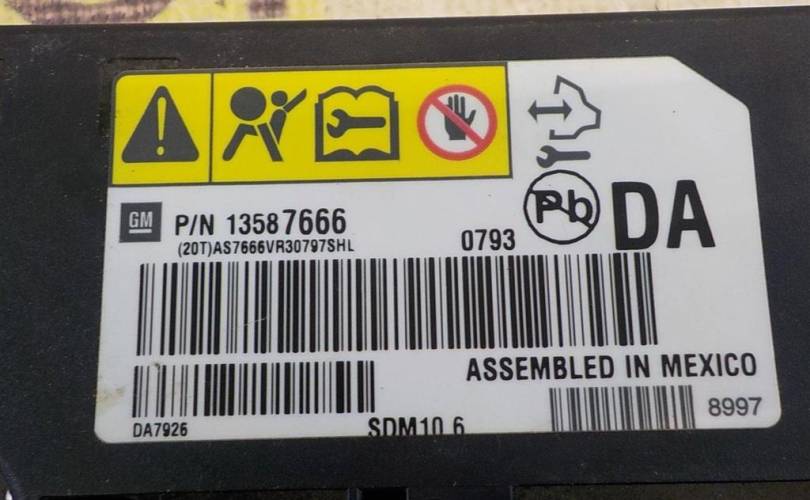 GM P/N 13587666
(20T)AS7666VR30797SHL
0793
Pb
DA
ASSEMBLED IN MEXICO
DA7926
SDM10 6
8997